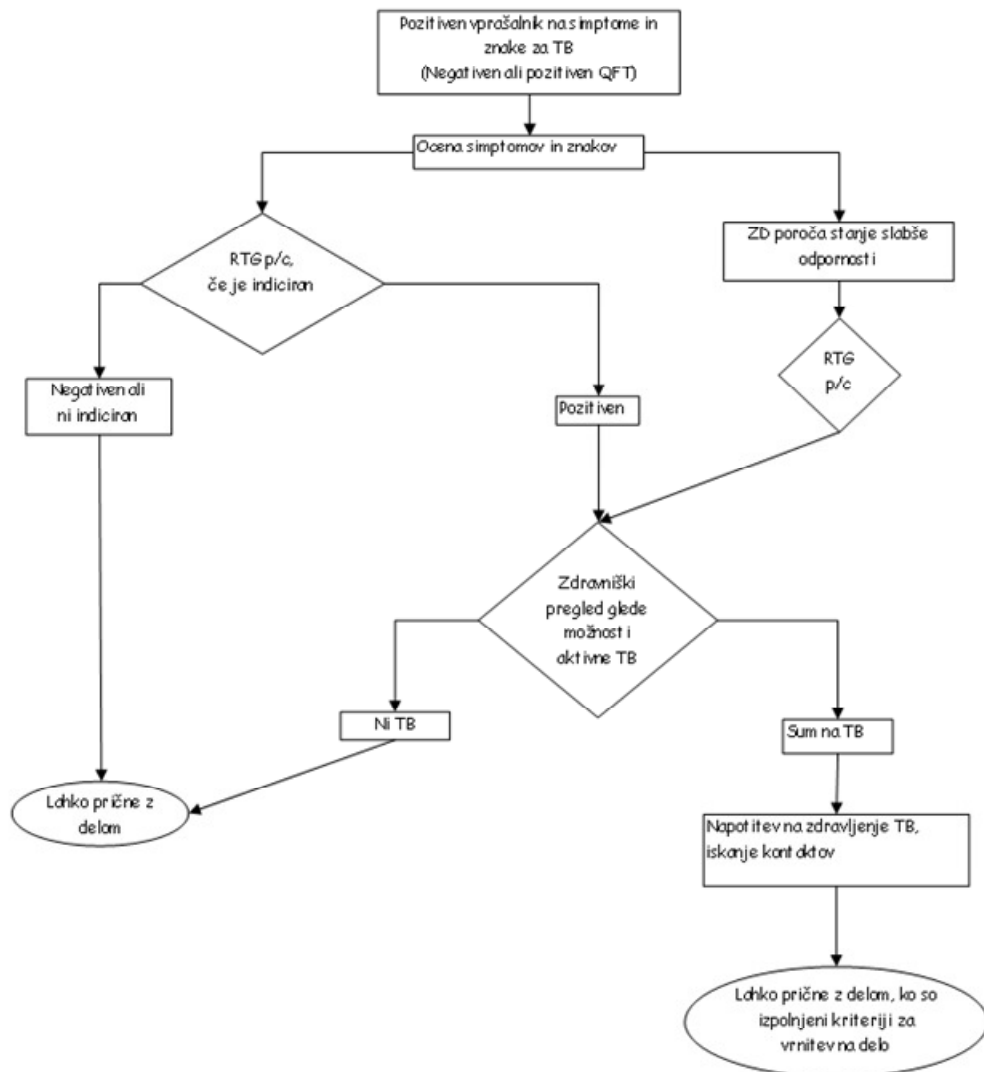 Pozitiven vprašalnik na simptome in
znake za TB
(Negativen ali pozitiven QFT)
Ocena simptomov in znakov
RTG p/c,
če je indiciran
ZD poroča stanje slabše
odpornosti
RTG
p/c
Negativen ali
ni indiciran
Pozitiven
Zdravniški
pregled glede
možnosti
aktivne TB
Ni TB
Sum na TB
Lahko prične z
delom
Napotitev na zdravljenje TB,
iskanje kontaktov
Lahko prične z delom, ko so
izpolnjeni kriteriji za
vrnitev na delo